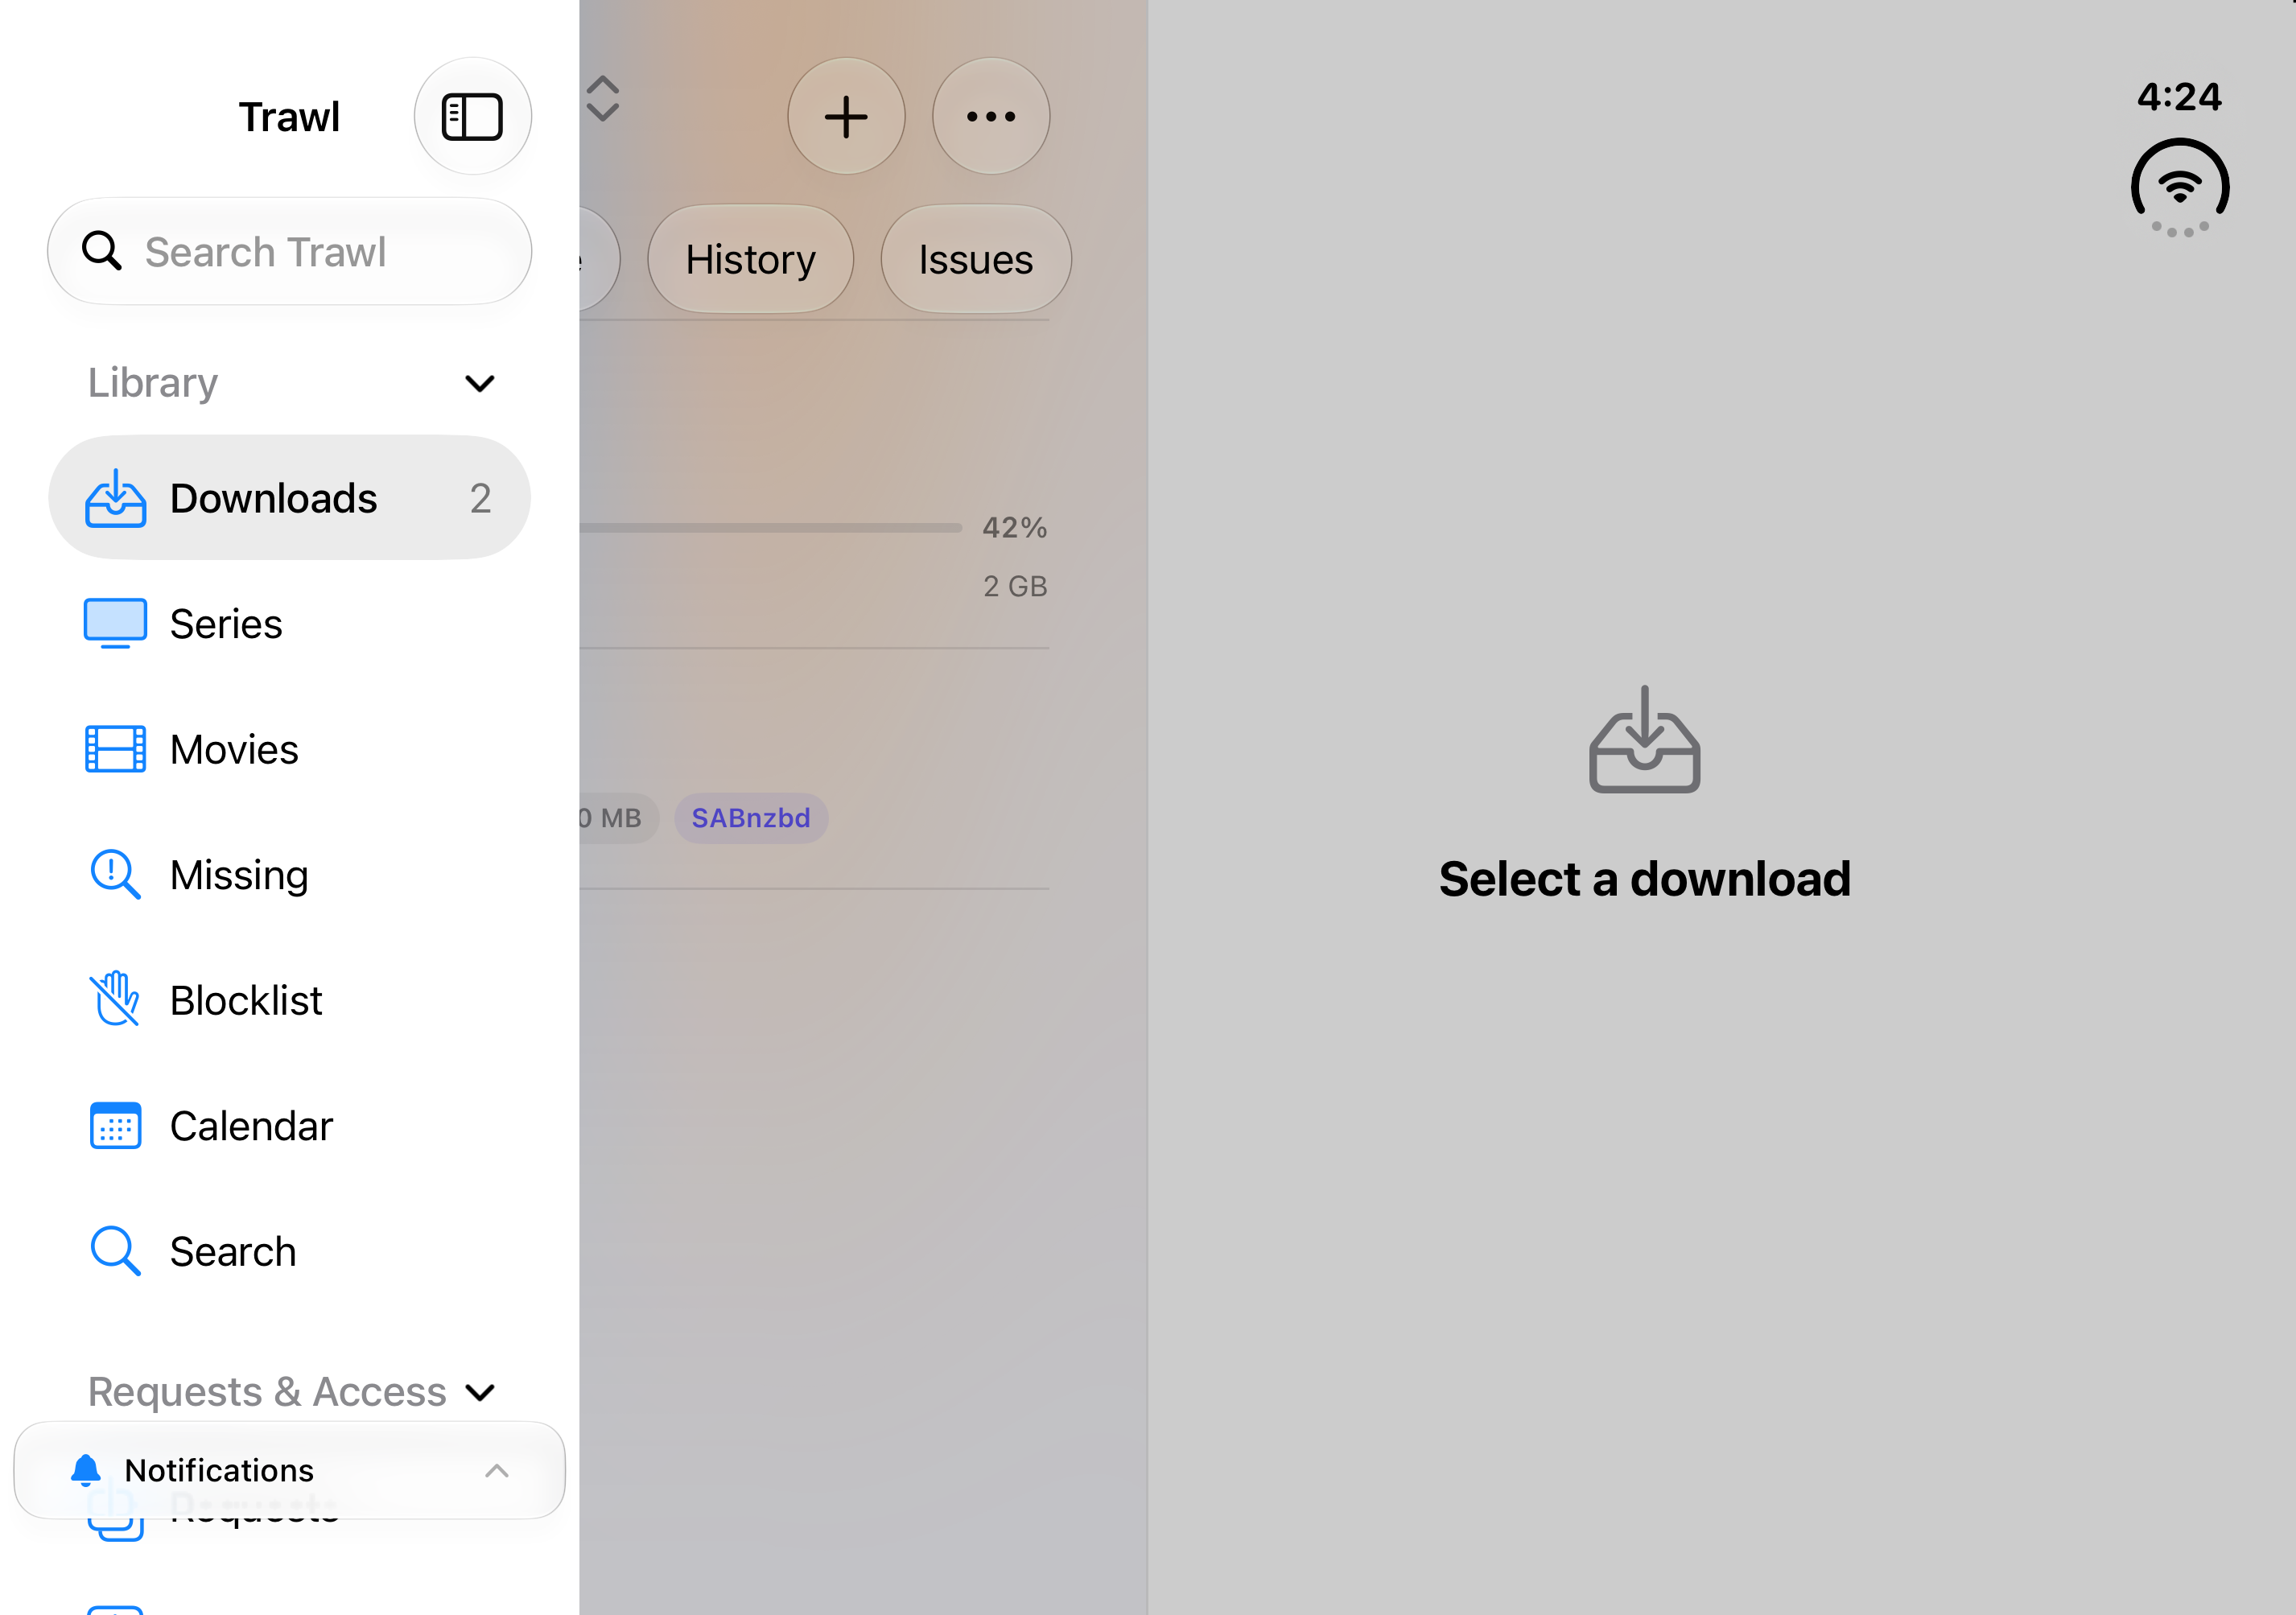 Trawl
4:24
Search Trawl
History
Issues
Library
Downloads 2
42%
Series
2 GB
Movies
0 MB
SABnzbd
Select a download
Missing
Blocklist
Calendar
Search
Requests & Access
Notifications
Requests